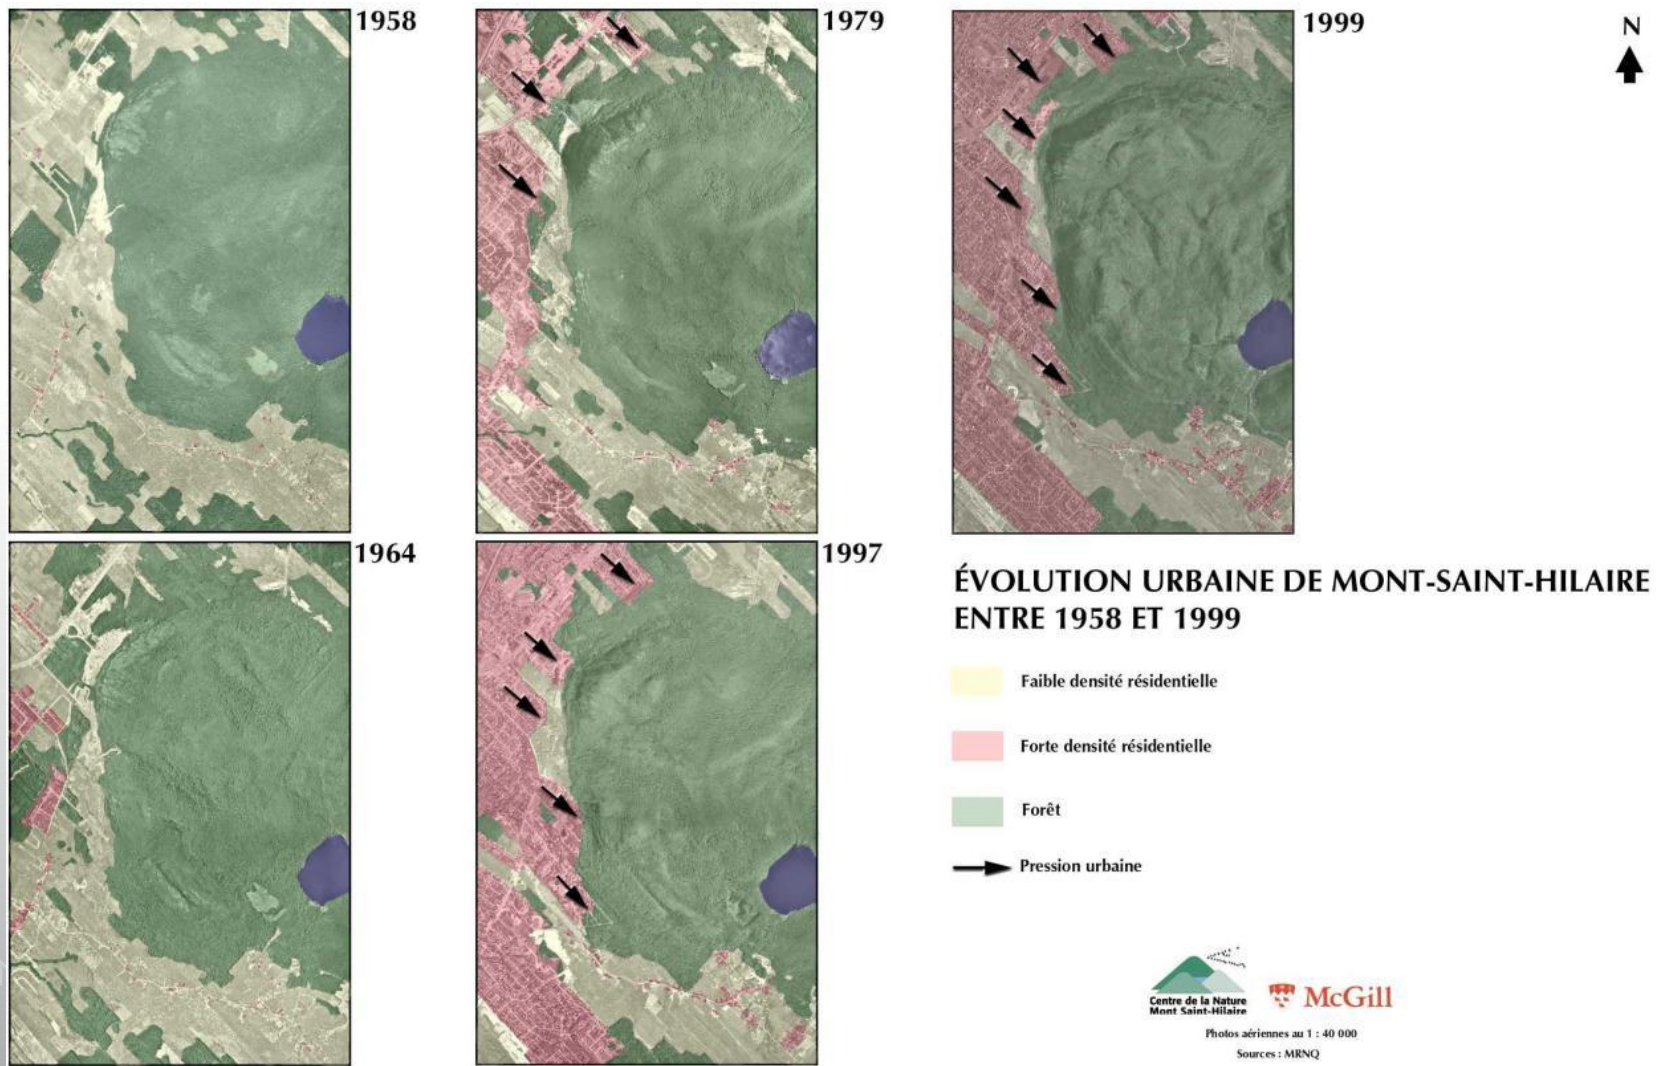 1958
1979
1999
N
1964
1997
ÉVOLUTION URBAINE DE MONT-SAINT-HILAIRE
ENTRE 1958 ET 1999
Faible densité résidentielle
Forte densité résidentielle
Forêt
Pression urbaine
Centre de la Nature
Mont Saint-Hilaire
McGill
Photos aériennes au 1 : 40 000
Sources : MRNQ